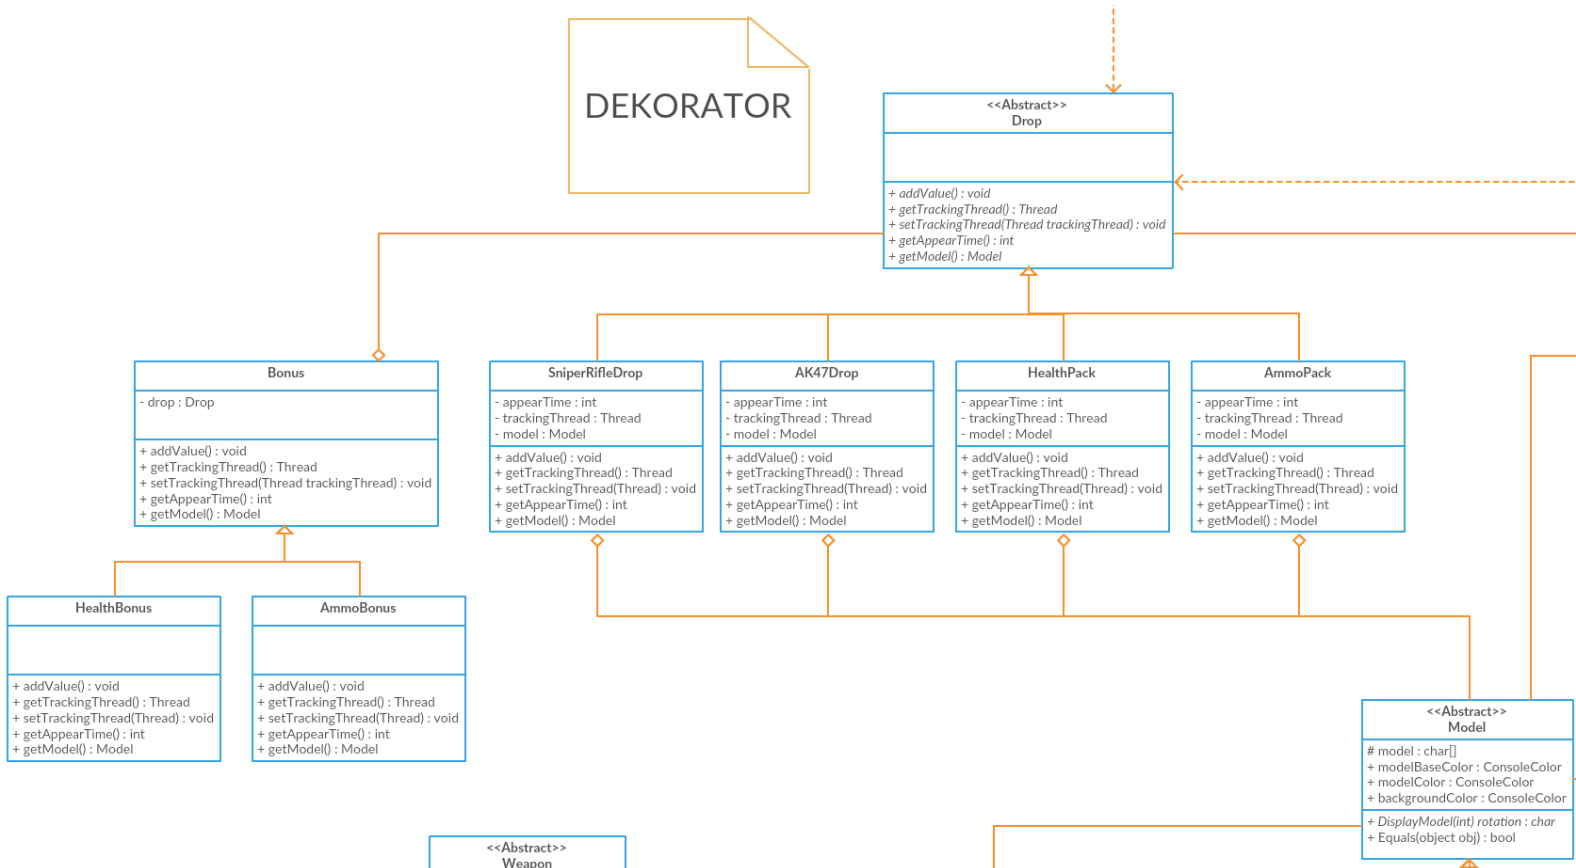 DEKORATOR
<<Abstract>>
Drop
+ addValue() : void
+ getTrackingThread() : Thread
+ setTrackingThread(Thread trackingThread) : void
+ getAppearTime() : int
+ getModel() : Model
Bonus
- drop : Drop
+ addValue() : void
+ getTrackingThread() : Thread
+ setTrackingThread(Thread trackingThread) : void
+ getAppearTime() : int
+ getModel() : Model
SniperRifleDrop
- appearTime : int
- trackingThread : Thread
- model : Model
+ addValue() : void
+ getTrackingThread() : Thread
+ setTrackingThread(Thread) : void
+ getAppearTime() : int
+ getModel() : Model
AK47Drop
- appearTime : int
- trackingThread : Thread
- model : Model
+ addValue() : void
+ getTrackingThread() : Thread
+ setTrackingThread(Thread) : void
+ getAppearTime() : int
+ getModel() : Model
HealthPack
- appearTime : int
- trackingThread : Thread
- model : Model
+ addValue() : void
+ getTrackingThread() : Thread
+ setTrackingThread(Thread) : void
+ getAppearTime() : int
+ getModel() : Model
AmmoPack
- appearTime : int
- trackingThread : Thread
- model : Model
+ addValue() : void
+ getTrackingThread() : Thread
+ setTrackingThread(Thread) : void
+ getAppearTime() : int
+ getModel() : Model
HealthBonus
+ addValue() : void
+ getTrackingThread() : Thread
+ setTrackingThread(Thread) : void
+ getAppearTime() : int
+ getModel() : Model
AmmoBonus
+ addValue() : void
+ getTrackingThread() : Thread
+ setTrackingThread(Thread) : void
+ getAppearTime() : int
+ getModel() : Model
<<Abstract>>
Model
# model : char[]
+ modelBaseColor : ConsoleColor
+ modelColor : ConsoleColor
+ backgroundColor : ConsoleColor
+ DisplayModel(int) rotation : char
+ Equals(object obj) : bool
<<Abstract>>
Weapon